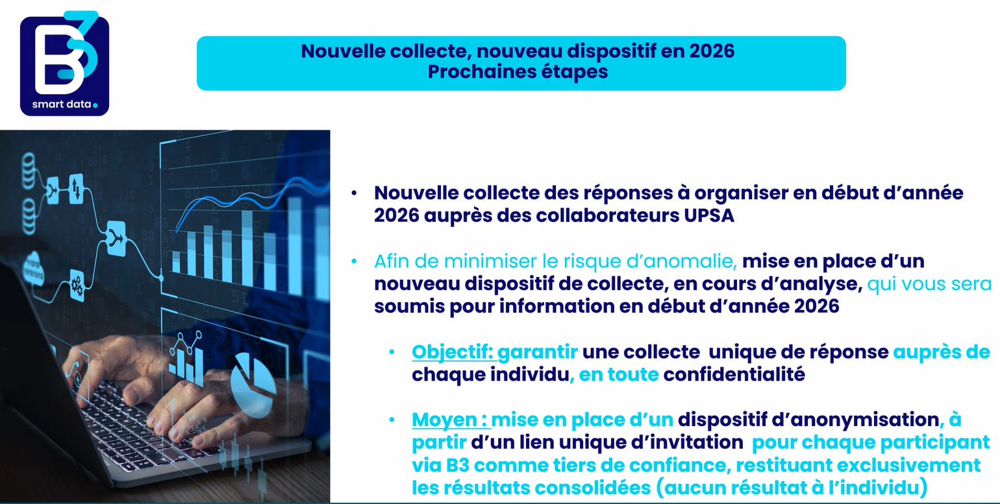 B3
smart data.
Nouvelle collecte, nouveau dispositif en 2026
Prochaines étapes
• Nouvelle collecte des réponses à organiser en début d’année
2026 auprès des collaborateurs UPSA
• Afin de minimiser le risque d’anomalie, mise en place d’un
nouveau dispositif de collecte, en cours d’analyse, qui vous sera
soumis pour information en début d’année 2026
• Objectif: garantir une collecte  unique de réponse auprès de
chaque individu, en toute confidentialité
• Moyen : mise en place d’un dispositif d’anonymisation, à
partir d’un lien unique d’invitation  pour chaque participant
via B3 comme tiers de confiance, restituant exclusivement
les résultats consolidées (aucun résultat à l’individu)